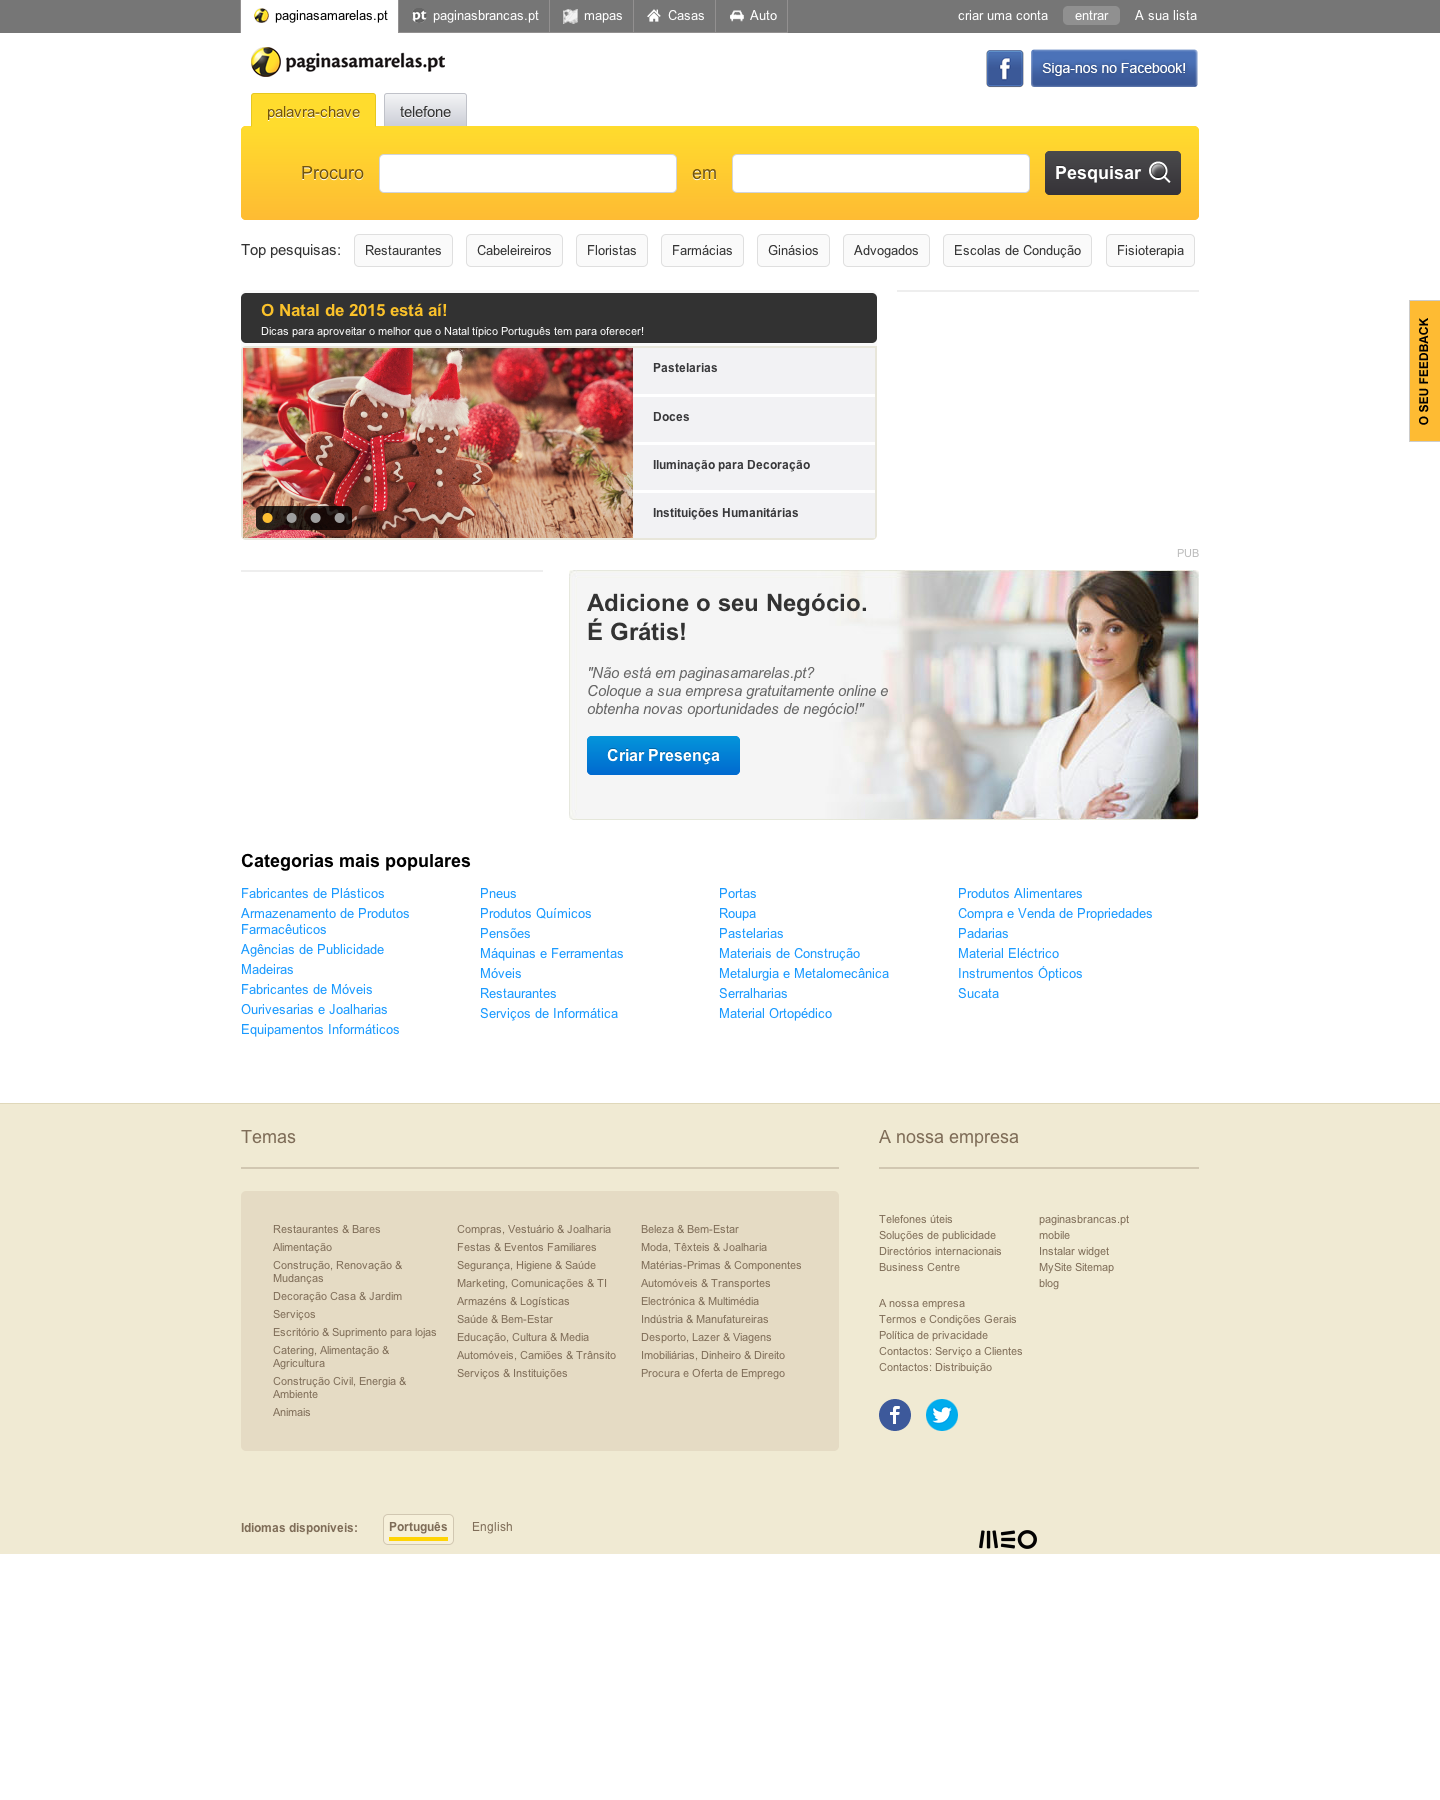 paginasamarelas.pt
pt paginasbrancas.pt
mapas
Casas
Auto
criar uma conta
entrar
A sua lista
paginasamarelas.pt
Siga-nos no Facebook!
palavra-chave
telefone
Procuro
em
Pesquisar
Top pesquisas:
Restaurantes
Cabeleireiros
Floristas
Farmácias
Ginásios
Advogados
Escolas de Condução
Fisioterapia
O Natal de 2015 está aí!
Dicas para aproveitar o melhor que o Natal típico Português tem para oferecer!
Pastelarias
Doces
Iluminação para Decoração
Instituições Humanitárias
O SEU FEEDBACK
PUB
Adicione o seu Negócio.
É Grátis!
"Não está em paginasamarelas.pt?
Coloque a sua empresa gratuitamente online e
obtenha novas oportunidades de negócio!"
Criar Presença
Categorias mais populares
Fabricantes de Plásticos
Armazenamento de Produtos
Farmacêuticos
Agências de Publicidade
Madeiras
Fabricantes de Móveis
Ourivesarias e Joalharias
Equipamentos Informáticos
Pneus
Produtos Químicos
Pensões
Máquinas e Ferramentas
Móveis
Restaurantes
Serviços de Informática
Portas
Roupa
Pastelarias
Materiais de Construção
Metalurgia e Metalomecânica
Serralharias
Material Ortopédico
Produtos Alimentares
Compra e Venda de Propriedades
Padarias
Material Eléctrico
Instrumentos Ópticos
Sucata
Temas
Restaurantes & Bares
Alimentação
Construção, Renovação &
Mudanças
Decoração Casa & Jardim
Serviços
Escritório & Suprimento para lojas
Catering, Alimentação &
Agricultura
Construção Civil, Energia &
Ambiente
Animais
Compras, Vestuário & Joalharia
Festas & Eventos Familiares
Segurança, Higiene & Saúde
Marketing, Comunicações & TI
Armazéns & Logísticas
Saúde & Bem-Estar
Educação, Cultura & Media
Automóveis, Camiões & Trânsito
Serviços & Instituições
Beleza & Bem-Estar
Moda, Têxteis & Joalharia
Matérias-Primas & Componentes
Automóveis & Transportes
Electrónica & Multimédia
Indústria & Manufatureiras
Desporto, Lazer & Viagens
Imobiliárias, Dinheiro & Direito
Procura e Oferta de Emprego
A nossa empresa
Telefones úteis
Soluções de publicidade
Directórios internacionais
Business Centre
paginasbrancas.pt
mobile
Instalar widget
MySite Sitemap
blog
A nossa empresa
Termos e Condições Gerais
Política de privacidade
Contactos: Serviço a Clientes
Contactos: Distribuição
Idiomas disponíveis:
Português
English
MEO